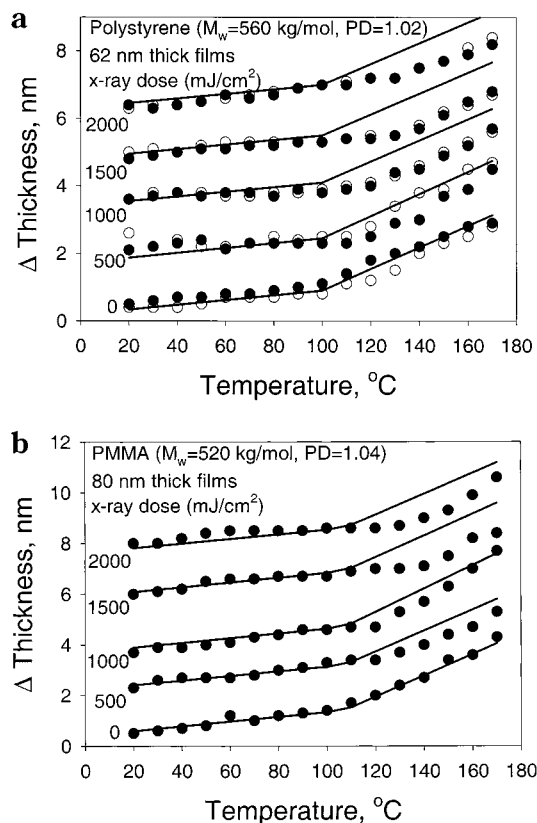 a
Polystyrene (Mw=560 kg/mol, PD=1.02)
62 nm thick films
x-ray dose (mJ/cm2)
8
6
4
2
0
Δ Thickness, nm
2000
1500
1000
500
0
0 20 40 60 80 100 120 140 160 180
Temperature, oC
b
12
PMMA (Mw=520 kg/mol, PD=1.04)
80 nm thick films
x-ray dose (mJ/cm2)
10
8
6
4
2
0
Δ Thickness, nm
2000
1500
1000
500
0
0 20 40 60 80 100 120 140 160 180
Temperature, oC